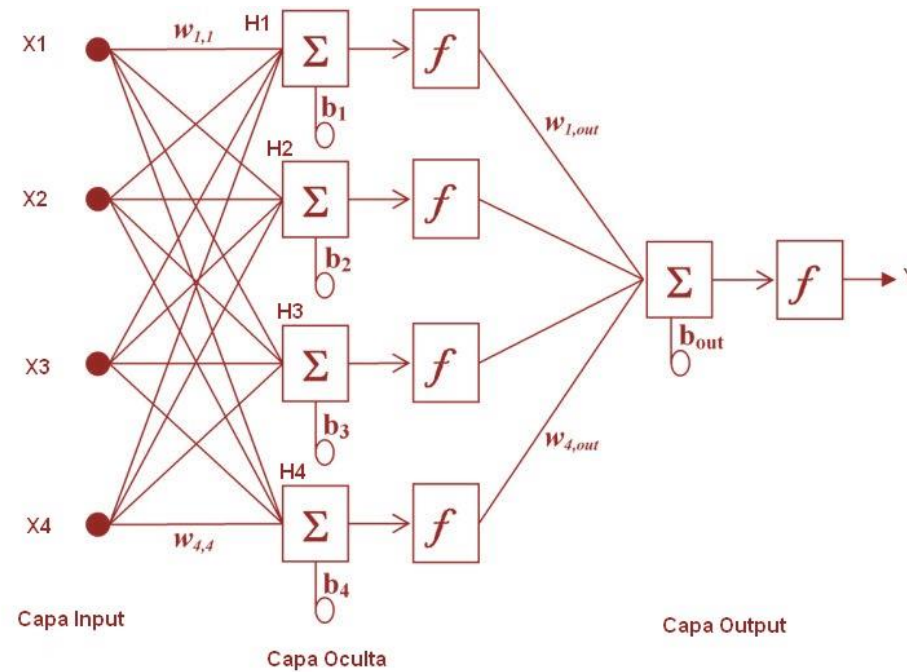 X1
w1,1
H1
Σ
f
b1
w1,out
X2
H2
Σ
f
b2
Σ
f
bout
X3
H3
Σ
f
b3
w4,out
X4
w4,4
H4
Σ
f
b4
Capa Input
Capa Oculta
Capa Output